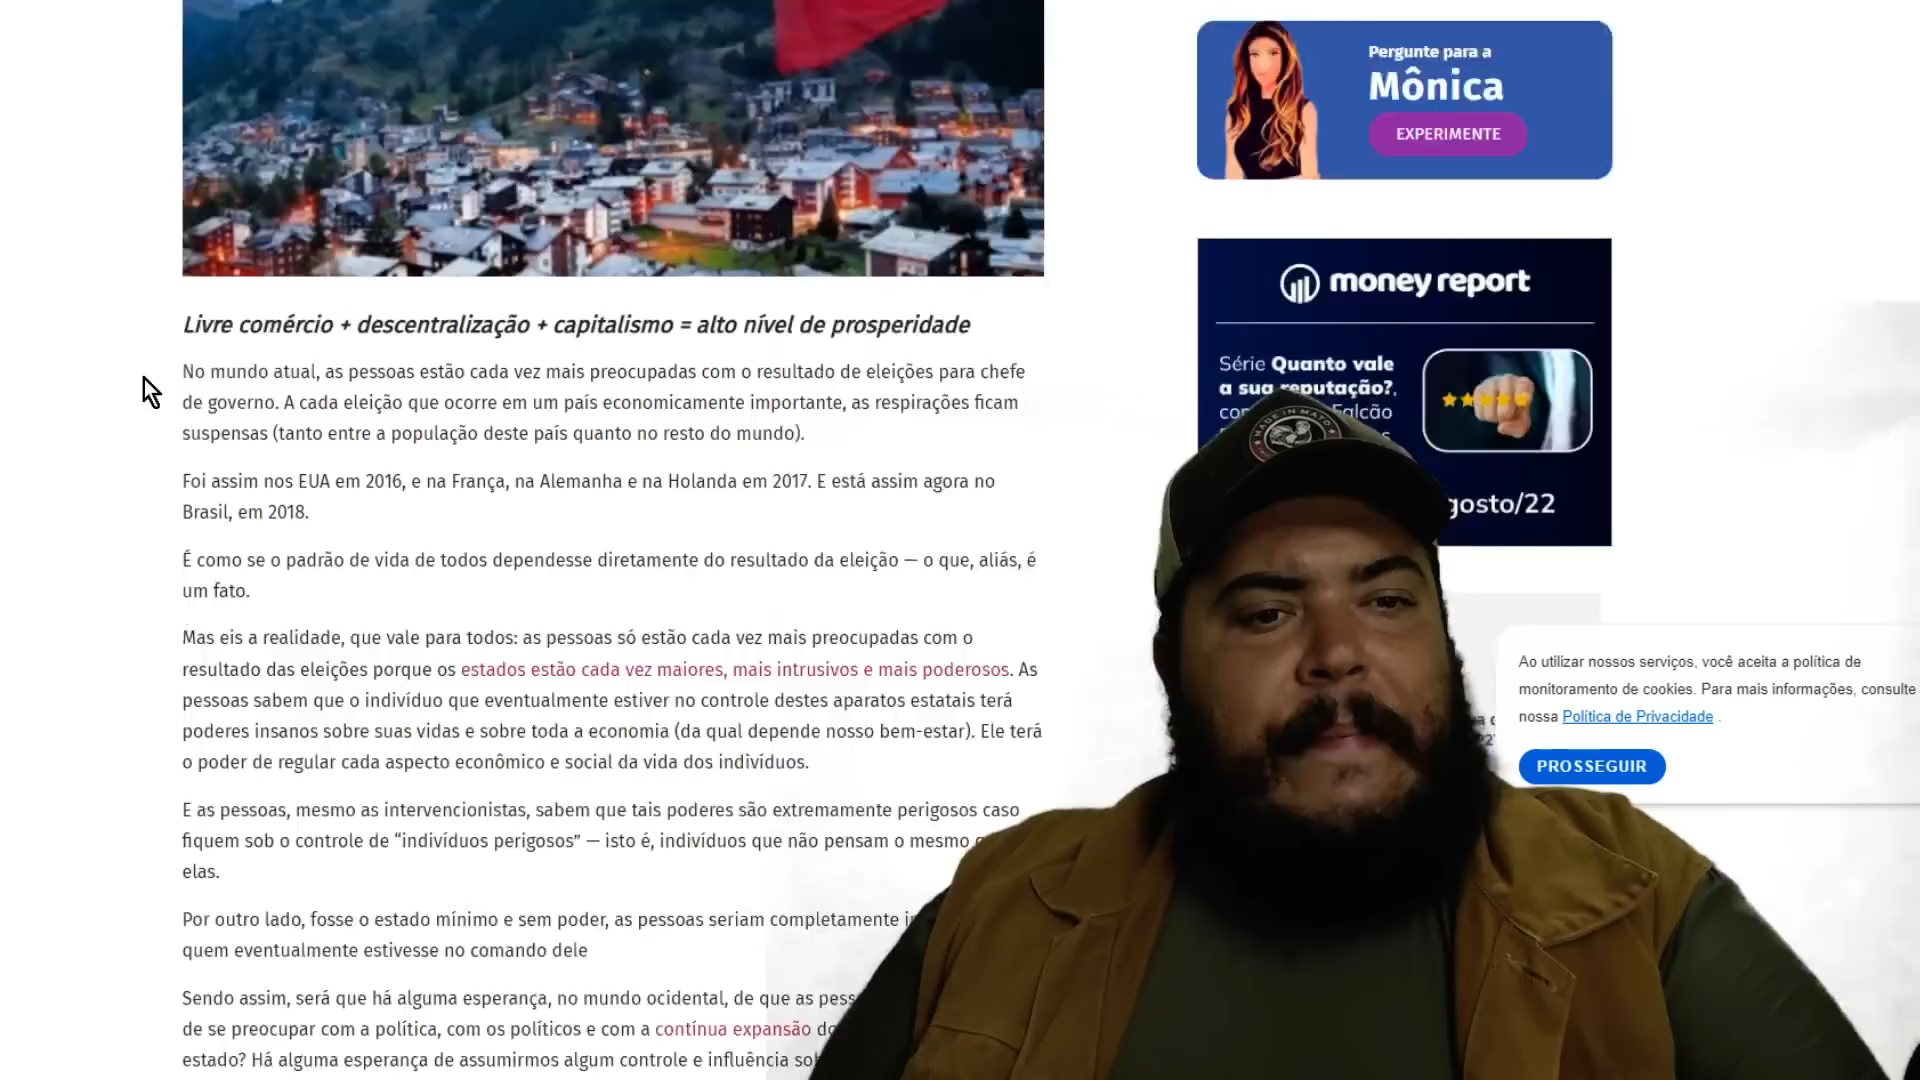 Livre comércio + descentralização + capitalismo = alto nível de prosperidade
No mundo atual, as pessoas estão cada vez mais preocupadas com o resultado de eleições para chefe
de governo. A cada eleição que ocorre em um país economicamente importante, as respirações ficam
suspensas (tanto entre a população deste país quanto no resto do mundo).
Foi assim nos EUA em 2016, e na França, na Alemanha e na Holanda em 2017. E está assim agora no
Brasil, em 2018.
É como se o padrão de vida de todos dependesse diretamente do resultado da eleição — o que, aliás, é
um fato.
Mas eis a realidade, que vale para todos: as pessoas só estão cada vez mais preocupadas com o
resultado das eleições porque os estados estão cada vez maiores, mais intrusivos e mais poderosos. As
pessoas sabem que o indivíduo que eventualmente estiver no controle destes aparatos estatais terá
poderes insanos sobre suas vidas e sobre toda a economia (da qual depende nosso bem-estar). Ele terá
o poder de regular cada aspecto econômico e social da vida dos indivíduos.
E as pessoas, mesmo as intervencionistas, sabem que tais poderes são extremamente perigosos caso
fiquem sob o controle de “indivíduos perigosos” — isto é, indivíduos que não pensam o mesmo
elas.
Por outro lado, fosse o estado mínimo e sem poder, as pessoas seriam completamente
quem eventualmente estivesse no comando dele
Sendo assim, será que há alguma esperança, no mundo ocidental, de que as
de se preocupar com a política, com os políticos e com a contínua expansão
estado? Há alguma esperança de assumirmos algum controle e influência
Pergunte para a
Mônica
EXPERIMENTE
money report
Série Quanto vale
a sua reputação?,
Falcão
gosto/22
MADE IN MATO
Ao utilizar nossos serviços, você aceita a política de
monitoramento de cookies. Para mais informações, consulte
nossa Política de Privacidade .
PROSSEGUIR